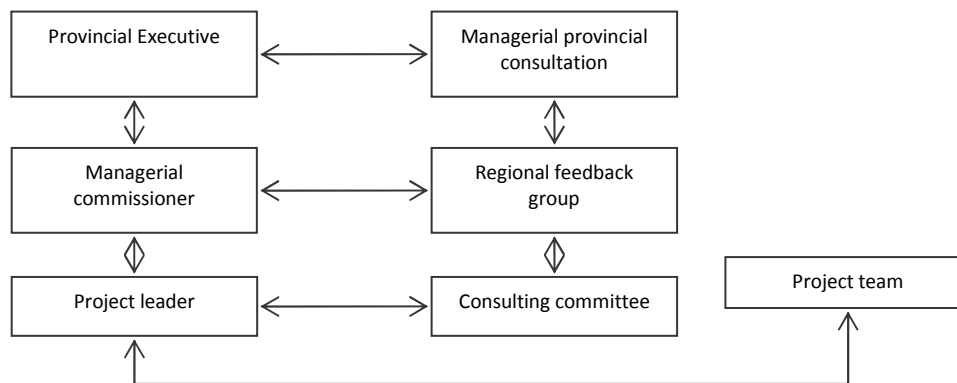 Provincial Executive
Managerial provincial
consultation
Managerial
commissioner
Regional feedback
group
Project leader
Consulting committee
Project team